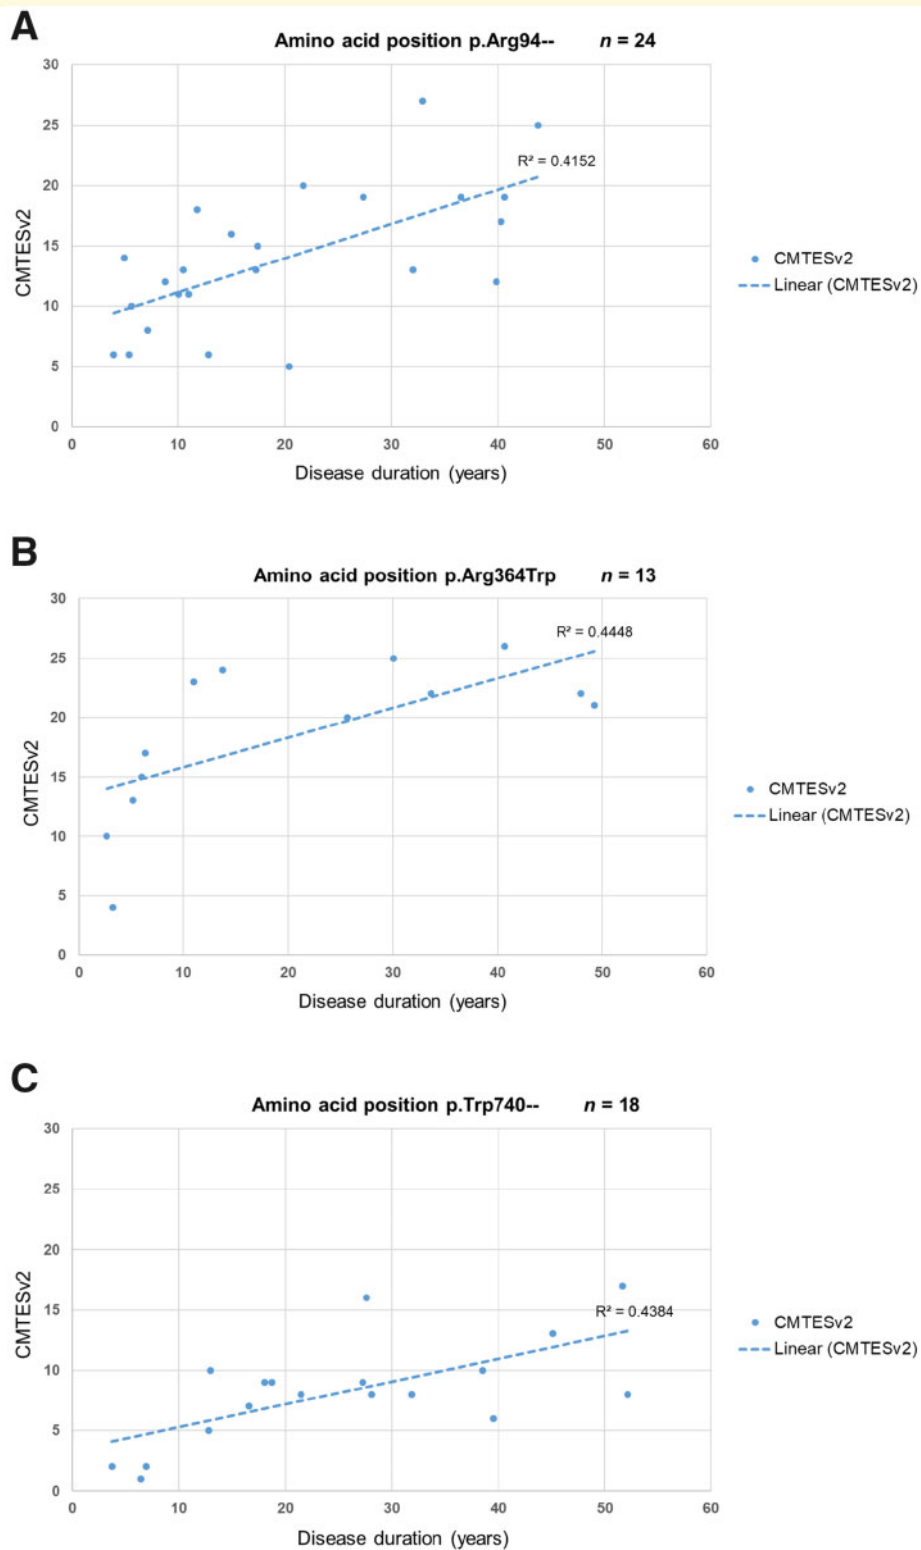 A
Amino acid position p.Arg94-- n = 24
30
25
20
15
10
5
0
CMTESv2
R² = 0.4152
CMTESv2
Linear (CMTESv2)
0 10 20 30 40 50 60
Disease duration (years)
B
Amino acid position p.Arg364Trp n = 13
30
25
20
15
10
5
0
CMTESv2
R² = 0.4448
CMTESv2
Linear (CMTESv2)
0 10 20 30 40 50 60
Disease duration (years)
C
Amino acid position p.Trp740-- n = 18
30
25
20
15
10
5
0
CMTESv2
R² = 0.4384
CMTESv2
Linear (CMTESv2)
0 10 20 30 40 50 60
Disease duration (years)